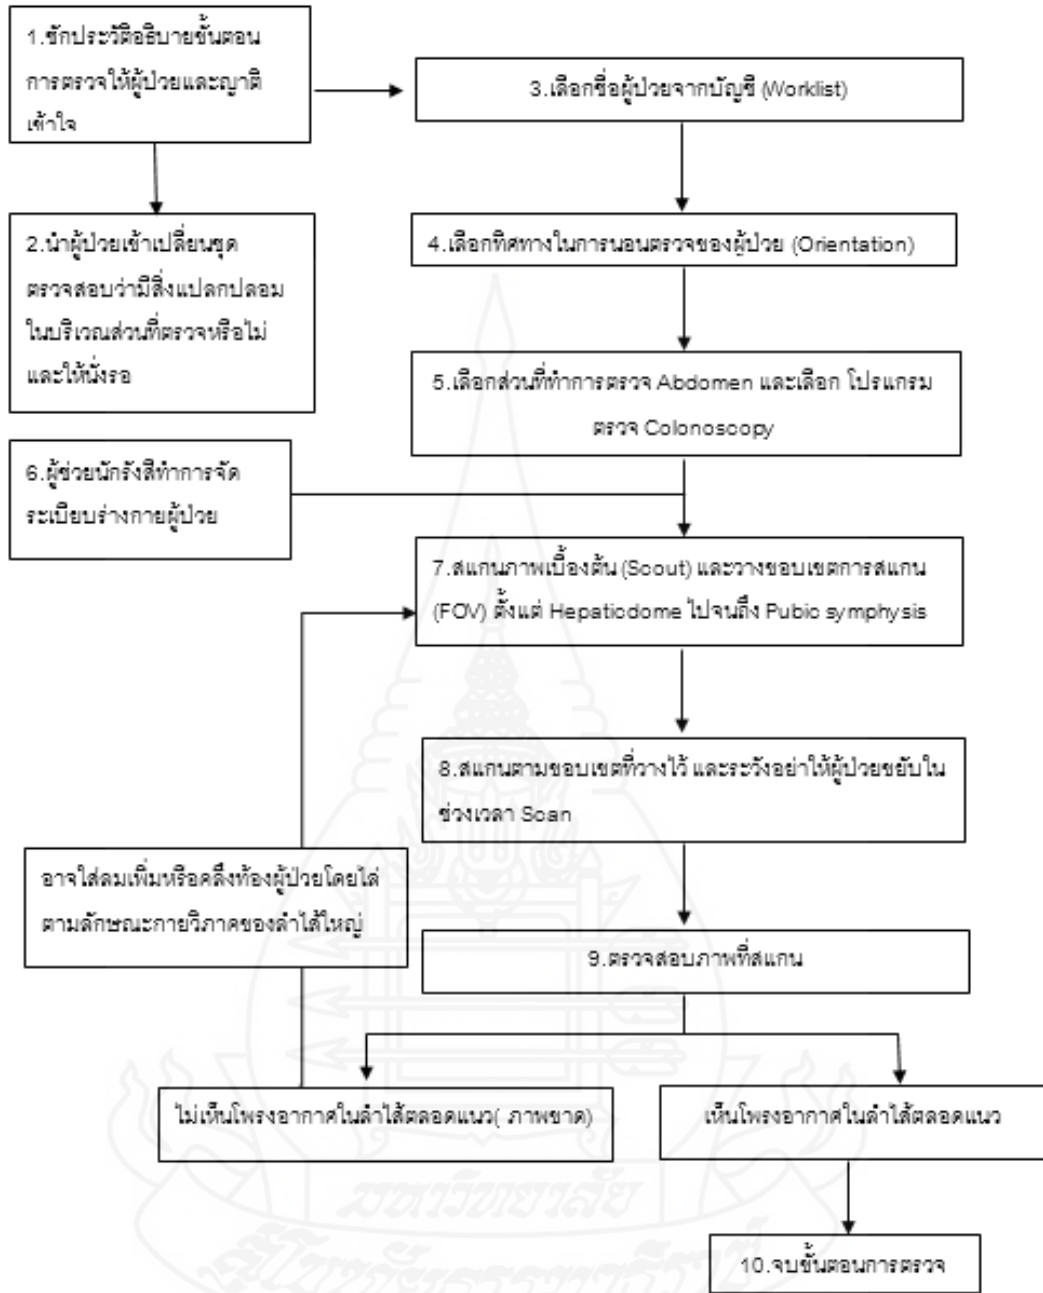 1.ซักประวัติอธิบายขั้นตอน
การตรวจให้ผู้ป่วยและญาติ
เข้าใจ
2.นำผู้ป่วยเข้าเปลี่ยนชุด
ตรวจสอบว่ามีสิ่งแปลกปลอม
ในบริเวณส่วนที่ตรวจหรือไม่
และให้นั่งรอ
3.เลือกชื่อผู้ป่วยจากบัญชี (Worklist)
4.เลือกทิศทางในการนอนตรวจของผู้ป่วย (Orientation)
5.เลือกส่วนที่ทำการตรวจ Abdomen และเลือก โปรแกรม
ตรวจ Colonoscopy
6.ผู้ช่วยนักรังสีทำการจัด
ระเบียบร่างกายผู้ป่วย
7.สแกนภาพเบื้องต้น (Scout) และวางขอบเขตการสแกน
(FOV) ตั้งแต่ Hepaticdome ไปจนถึง Pubic symphysis
8.สแกนตามขอบเขตที่วางไว้ และระวังอย่าให้ผู้ป่วยขยับใน
ช่วงเวลา Scan
อาจใส่ลมเพิ่มหรือคลึงท้องผู้ป่วยโดยไล่
ตามลักษณะกายวิภาคของลำไส้ใหญ่
9.ตรวจสอบภาพที่สแกน
ไม่เห็นโพรงอากาศในลำไส้ตลอดแนว( ภาพขาด)
เห็นโพรงอากาศในลำไส้ตลอดแนว
10.จบขั้นตอนการตรวจ
มหาวิทยาลัย
สุโขทัยธรรมาธิราช